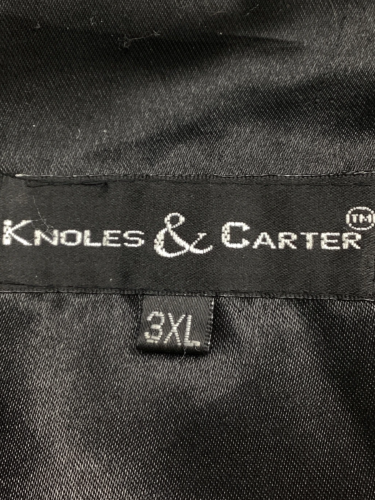 KNOLES & CARTER TM
3XL